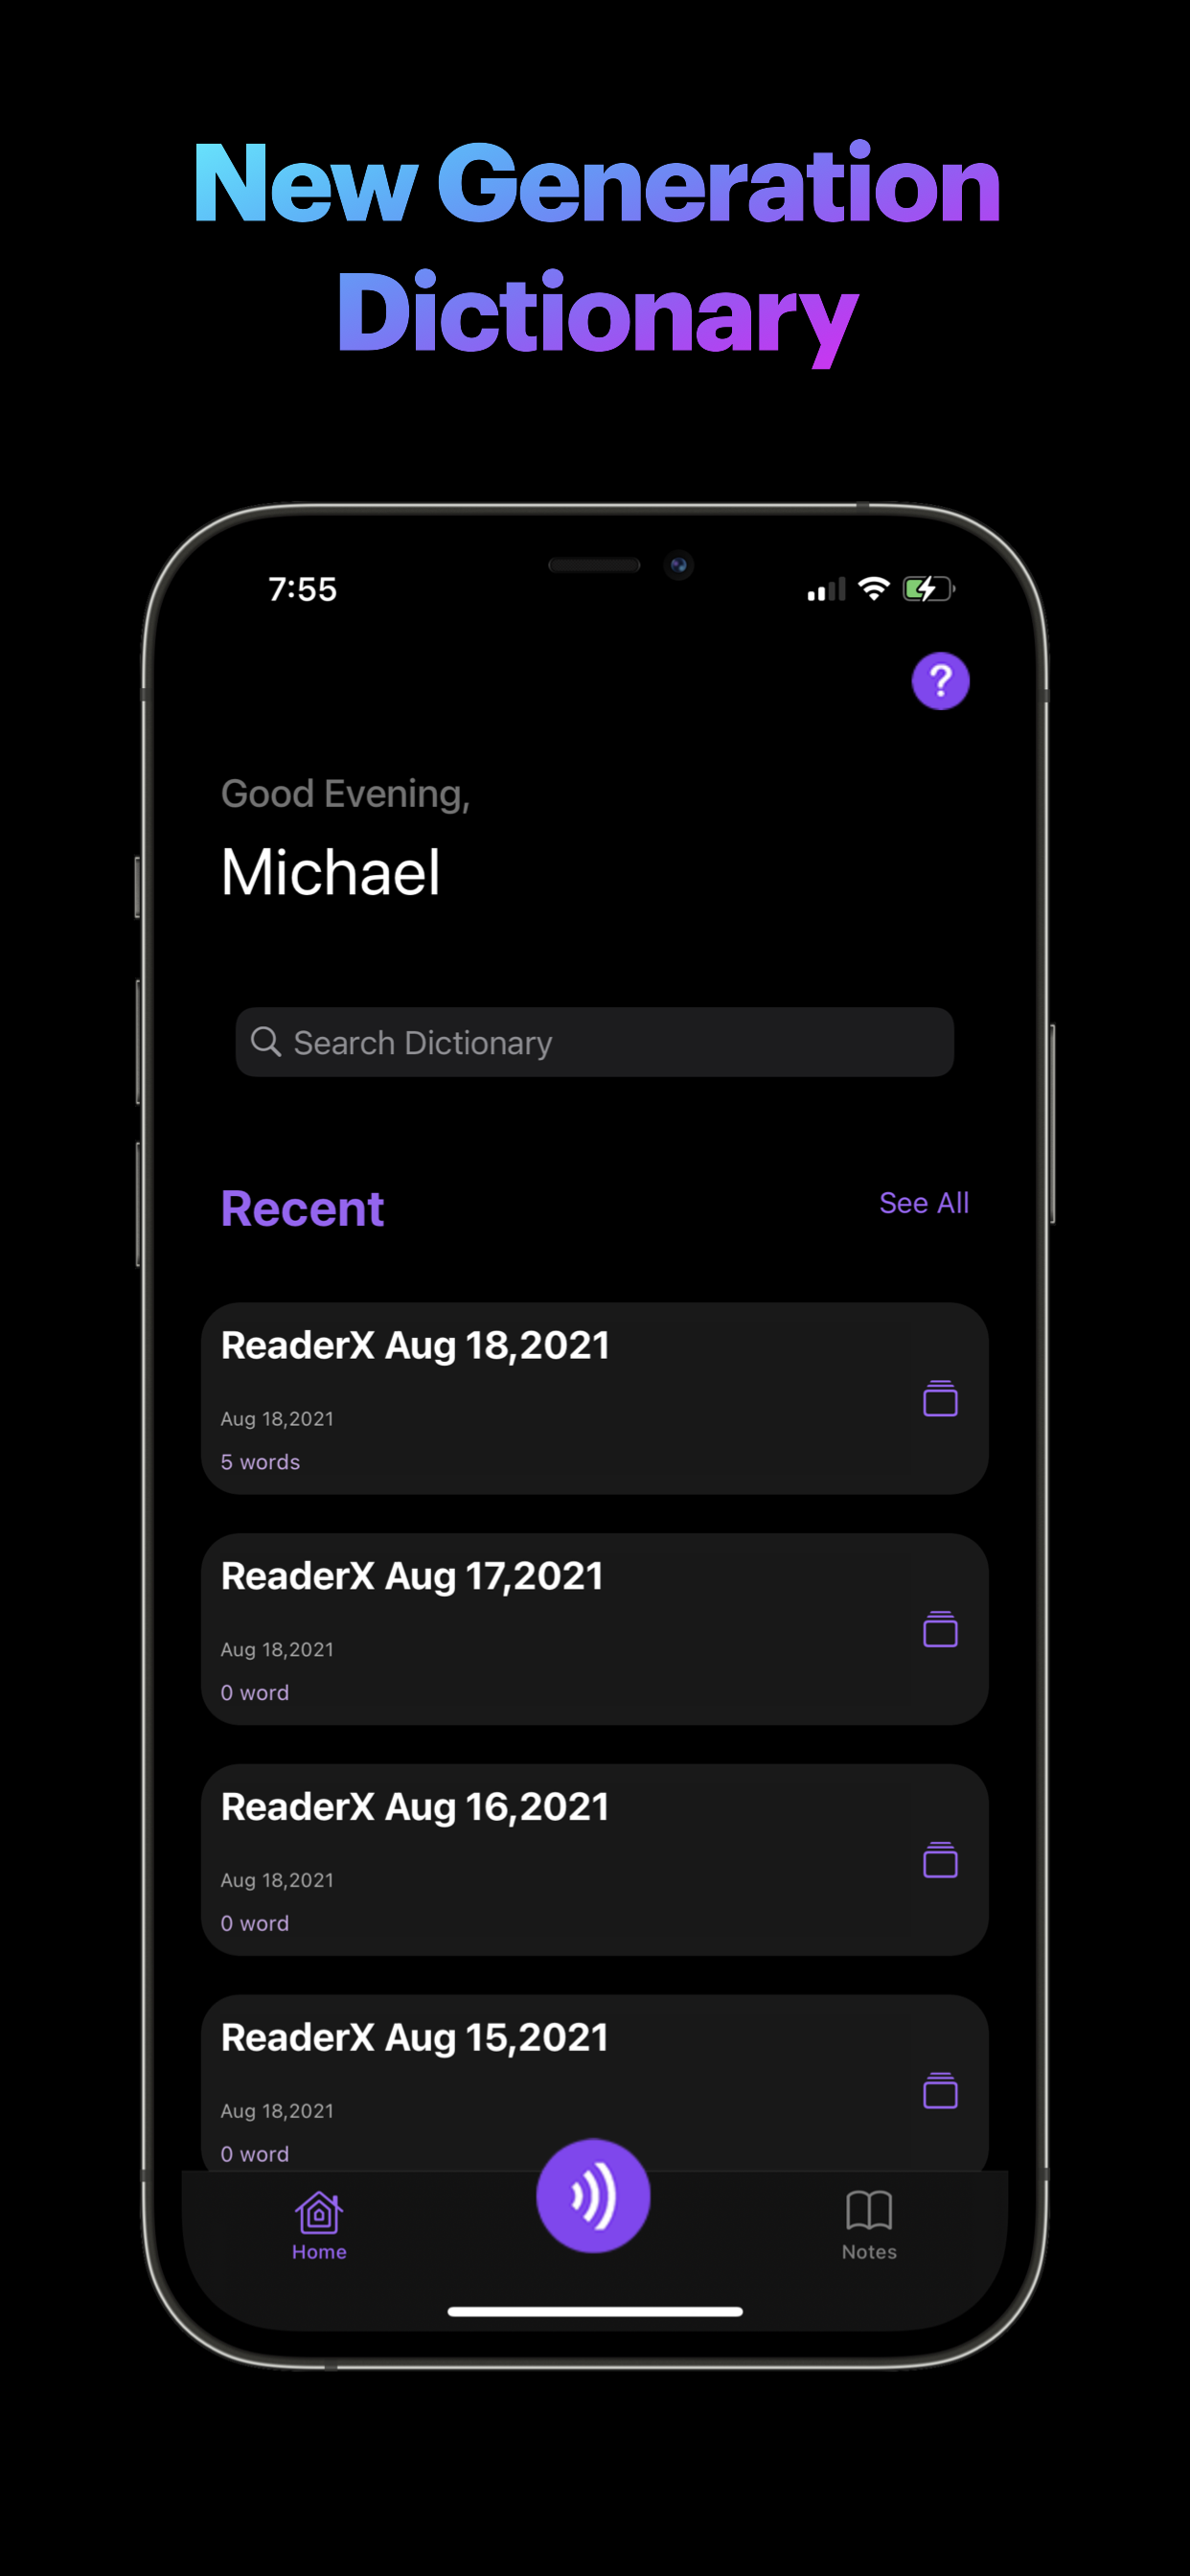 New Generation
Dictionary
7:55
?
Good Evening,
Michael
Search Dictionary
Recent
See All
ReaderX Aug 18,2021
Aug 18,2021
5 words
ReaderX Aug 17,2021
Aug 18,2021
0 word
ReaderX Aug 16,2021
Aug 18,2021
0 word
ReaderX Aug 15,2021
Aug 18,2021
0 word
Home
Notes